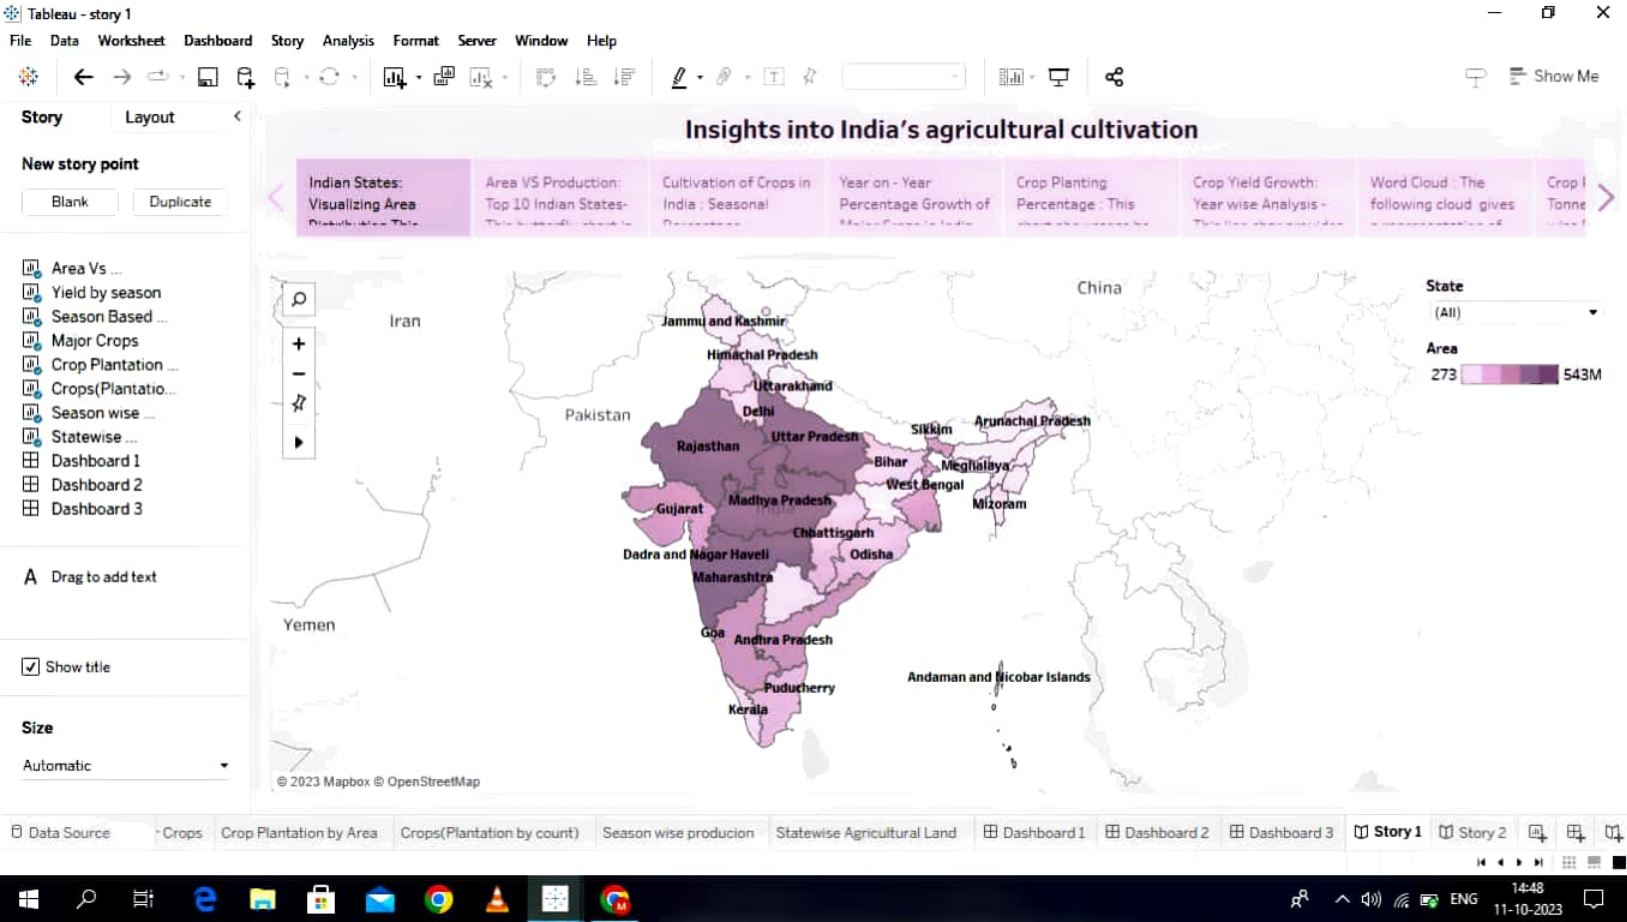 Tableau - story 1
File Data Worksheet Dashboard Story Analysis Format Server Window Help
Show Me
Story Layout
New story point
Blank Duplicate
Area Vs ...
Yield by season
Season Based ...
Major Crops
Crop Plantation ...
Crops(Plantatio...
Season wise ...
Statewise ...
Dashboard 1
Dashboard 2
Dashboard 3
A Drag to add text
Show title
Size
Automatic
Insights into India's agricultural cultivation
Indian States:
Visualizing Area
Area VS Production:
Top 10 Indian States-
Cultivation of Crops in
India : Seasonal
Year on - Year
Percentage Growth of
Crop Planting
Percentage : This
Crop Yield Growth:
Year wise Analysis -
Word Cloud : The
following cloud gives
Crop
Tonne
China
Iran
Pakistan
Yemen
Jammu and Kashmir
Himachal Pradesh
Uttarakhand
Delhi
Rajasthan
Uttar Pradesh
Sikkim
Arunachal Pradesh
Bihar
Meghalaya
West Bengal
Mizoram
Gujarat
Madhya Pradesh
India
Chhattisgarh
Odisha
Dadra and Nagar Haveli
Maharashtra
Goa
Andhra Pradesh
Puducherry
Kerala
Andaman and Nicobar Islands
State
(All)
Area
273 543M
© 2023 Mapbox © OpenStreetMap
Data Source Crops Crop Plantation by Area Crops(Plantation by count) Season wise producion Statewise Agricultural Land Dashboard 1 Dashboard 2 Dashboard 3 Story 1 Story 2
ENG
14:48
11-10-2023